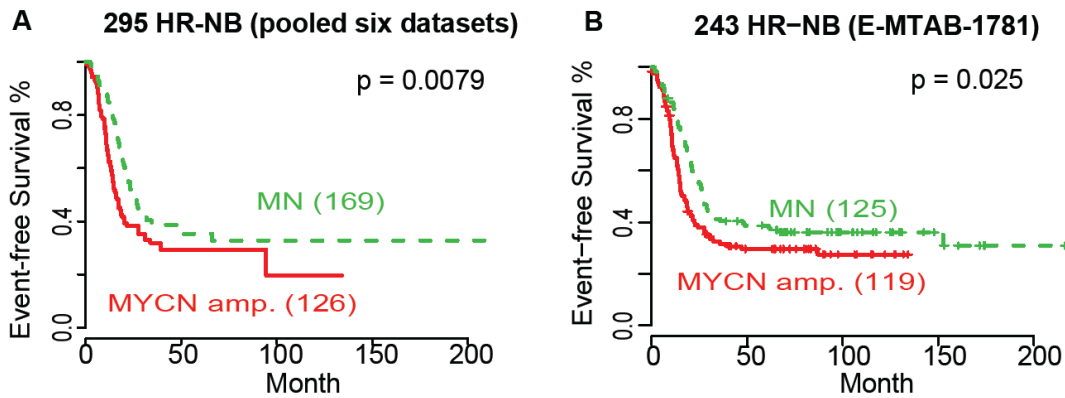 A
295 HR-NB (pooled six datasets)
p = 0.0079
Event-free Survival %
0.8
0.4
0.0
MN (169)
MYCN amp. (126)
0 50 100 150 200
Month
B
243 HR−NB (E-MTAB-1781)
p = 0.025
Event−free Survival %
0.8
0.4
0.0
MN (125)
MYCN amp. (119)
0 50 100 150 200
Month